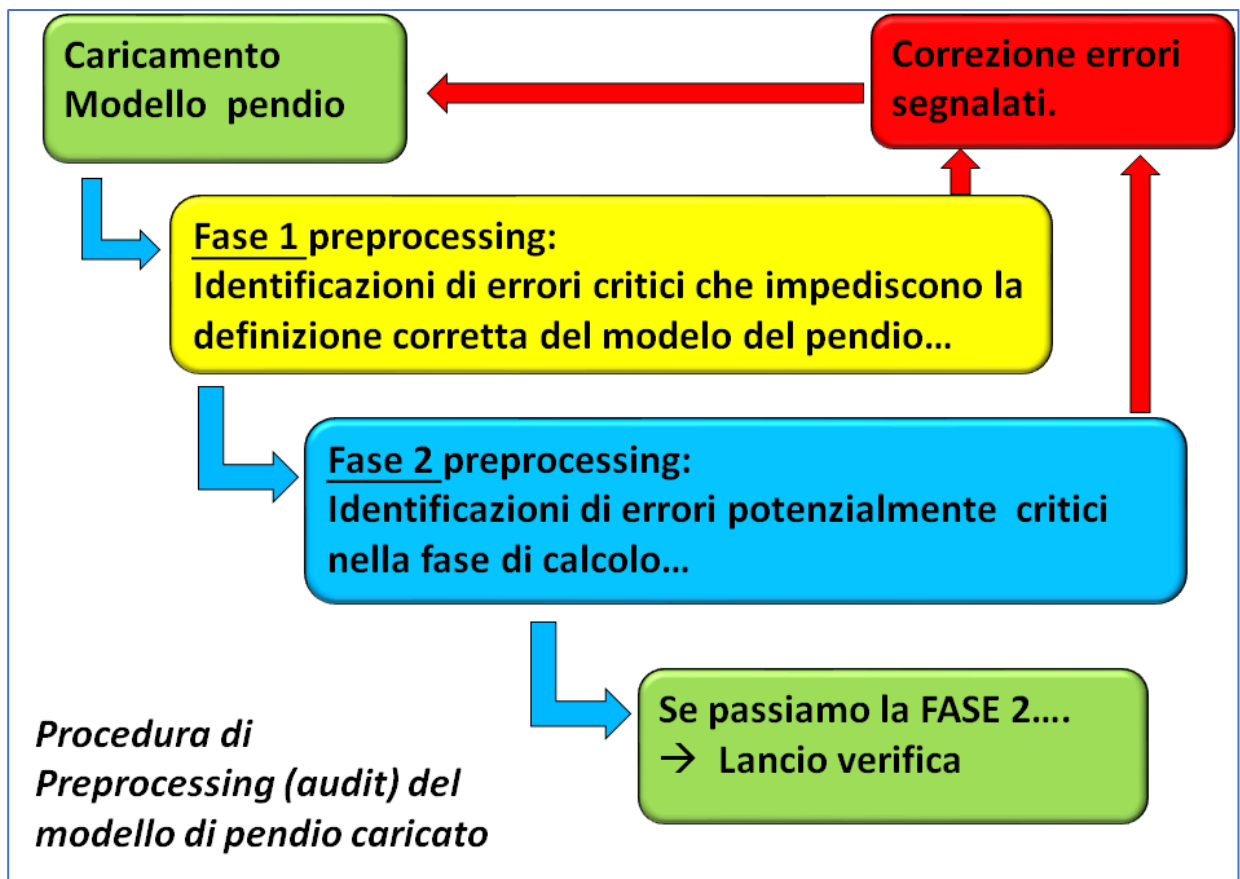 Caricamento
Modello pendio
Correzione errori
segnalati.
Fase 1 preprocessing:
Identificazioni di errori critici che impediscono la
definizione corretta del modelo del pendio...
Fase 2 preprocessing:
Identificazioni di errori potenzialmente critici
nella fase di calcolo...
Se passiamo la FASE 2....
→ Lancio verifica
Procedura di
Preprocessing (audit) del
modello di pendio caricato